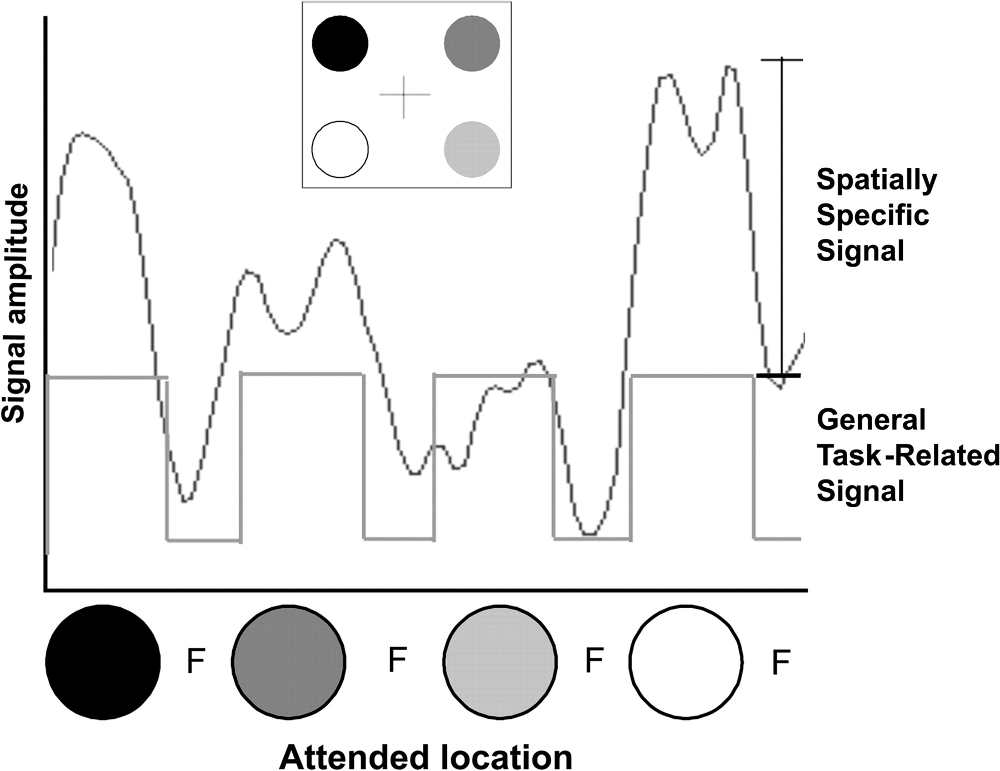 Signal amplitude
Spatially
Specific
Signal
General
Task-Related
Signal
F F F F
Attended location